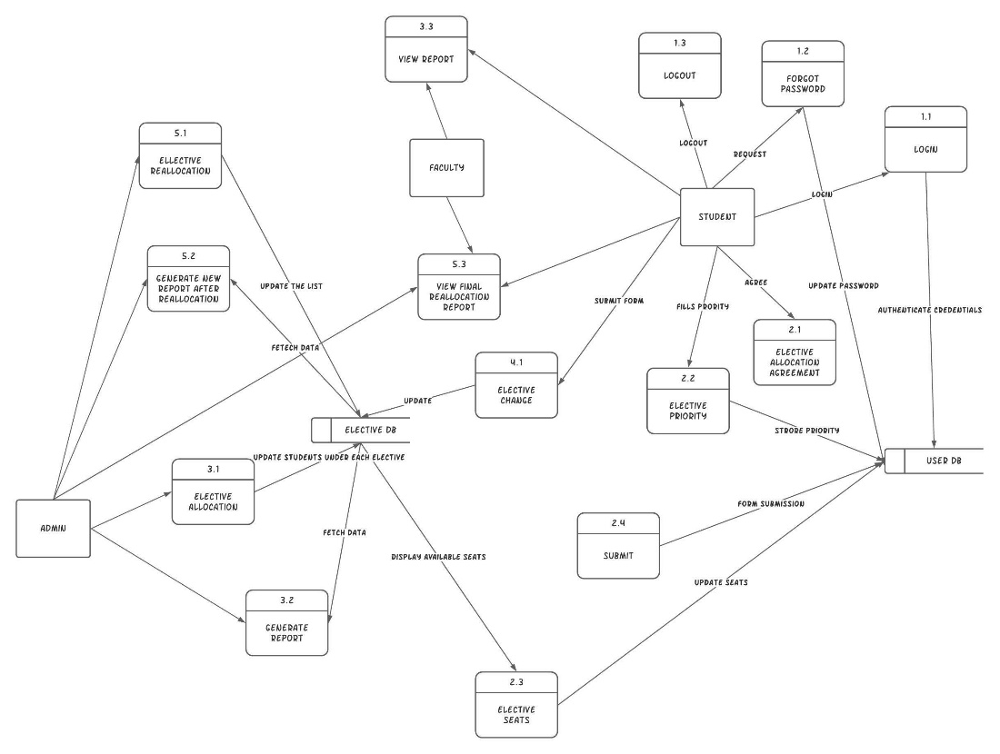 3.3
VIEW REPORT
1.3
LOGOUT
1.2
FORGOT
PASSWORD
1.1
LOGIN
5.1
ELLECTIVE
REALLOCATION
FACULTY
LOGOUT
REQUEST
LOGIN
STUDENT
5.2
GENERATE NEW
REPORT AFTER
REALLOCATION
5.3
VIEW FINAL
REALLOCATION
REPORT
UPDATE THE LIST
SUBMIT FORM
FILLS PRORITY
AGREE
UPDATE PASSWORD
AUTHENTICATE CREDENTIALS
2.1
ELECTIVE
ALLOCATION
AGREEMENT
FETECH DATA
4.1
ELECTIVE
CHANGE
UPDATE
2.2
ELECTIVE
PRIORITY
ELECTIVE DB
STRORE PRIORITY
UPDATE STUDENTS UNDER EACH ELECTIVE
USER DB
3.1
ELECTIVE
ALLOCATION
ADMIN
FORM SUBMISSION
2.4
SUBMIT
FETCH DATA
DISPLAY AVAILABLE SEATS
UPDATE SEATS
3.2
GENERATE
REPORT
2.3
ELECTIVE
SEATS